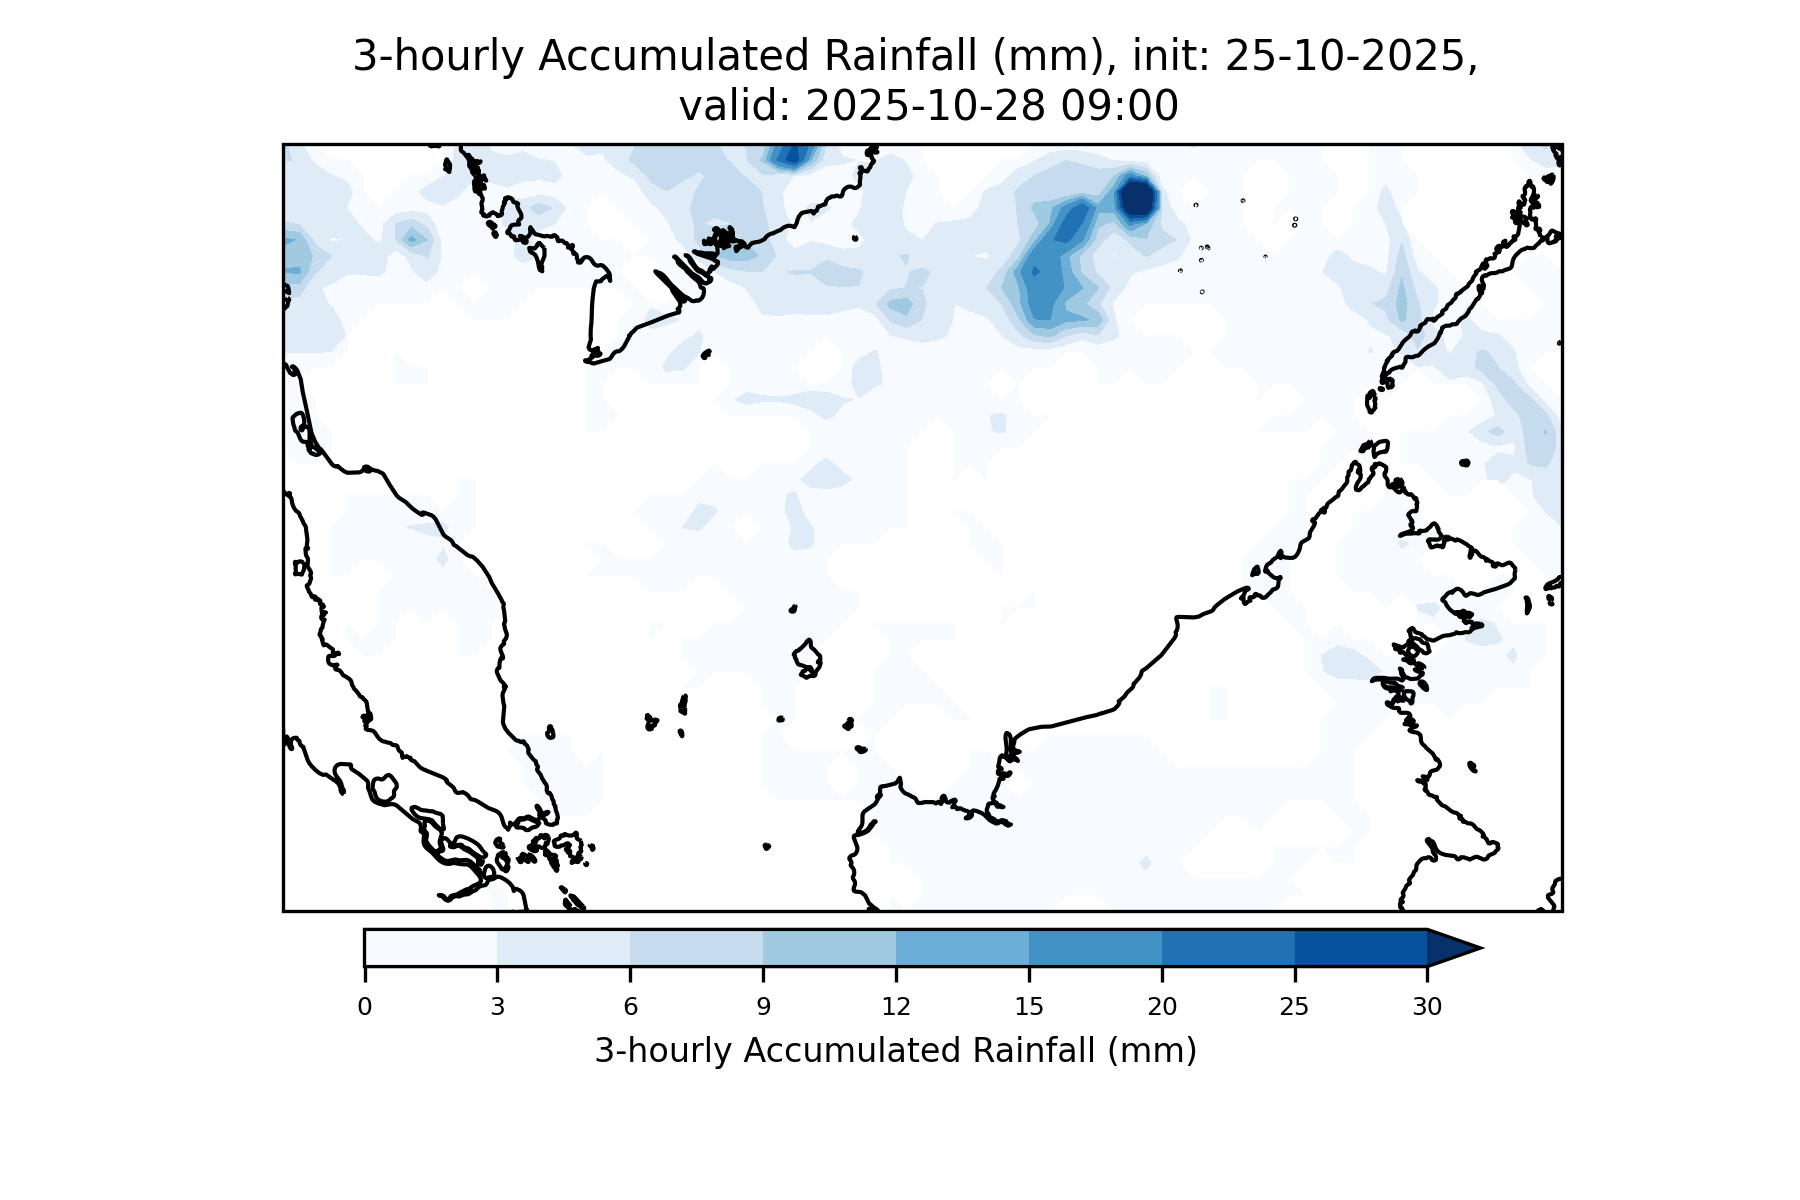 3-hourly Accumulated Rainfall (mm), init: 25-10-2025,
valid: 2025-10-28 09:00
0 3 6 9 12 15 20 25 30
3-hourly Accumulated Rainfall (mm)